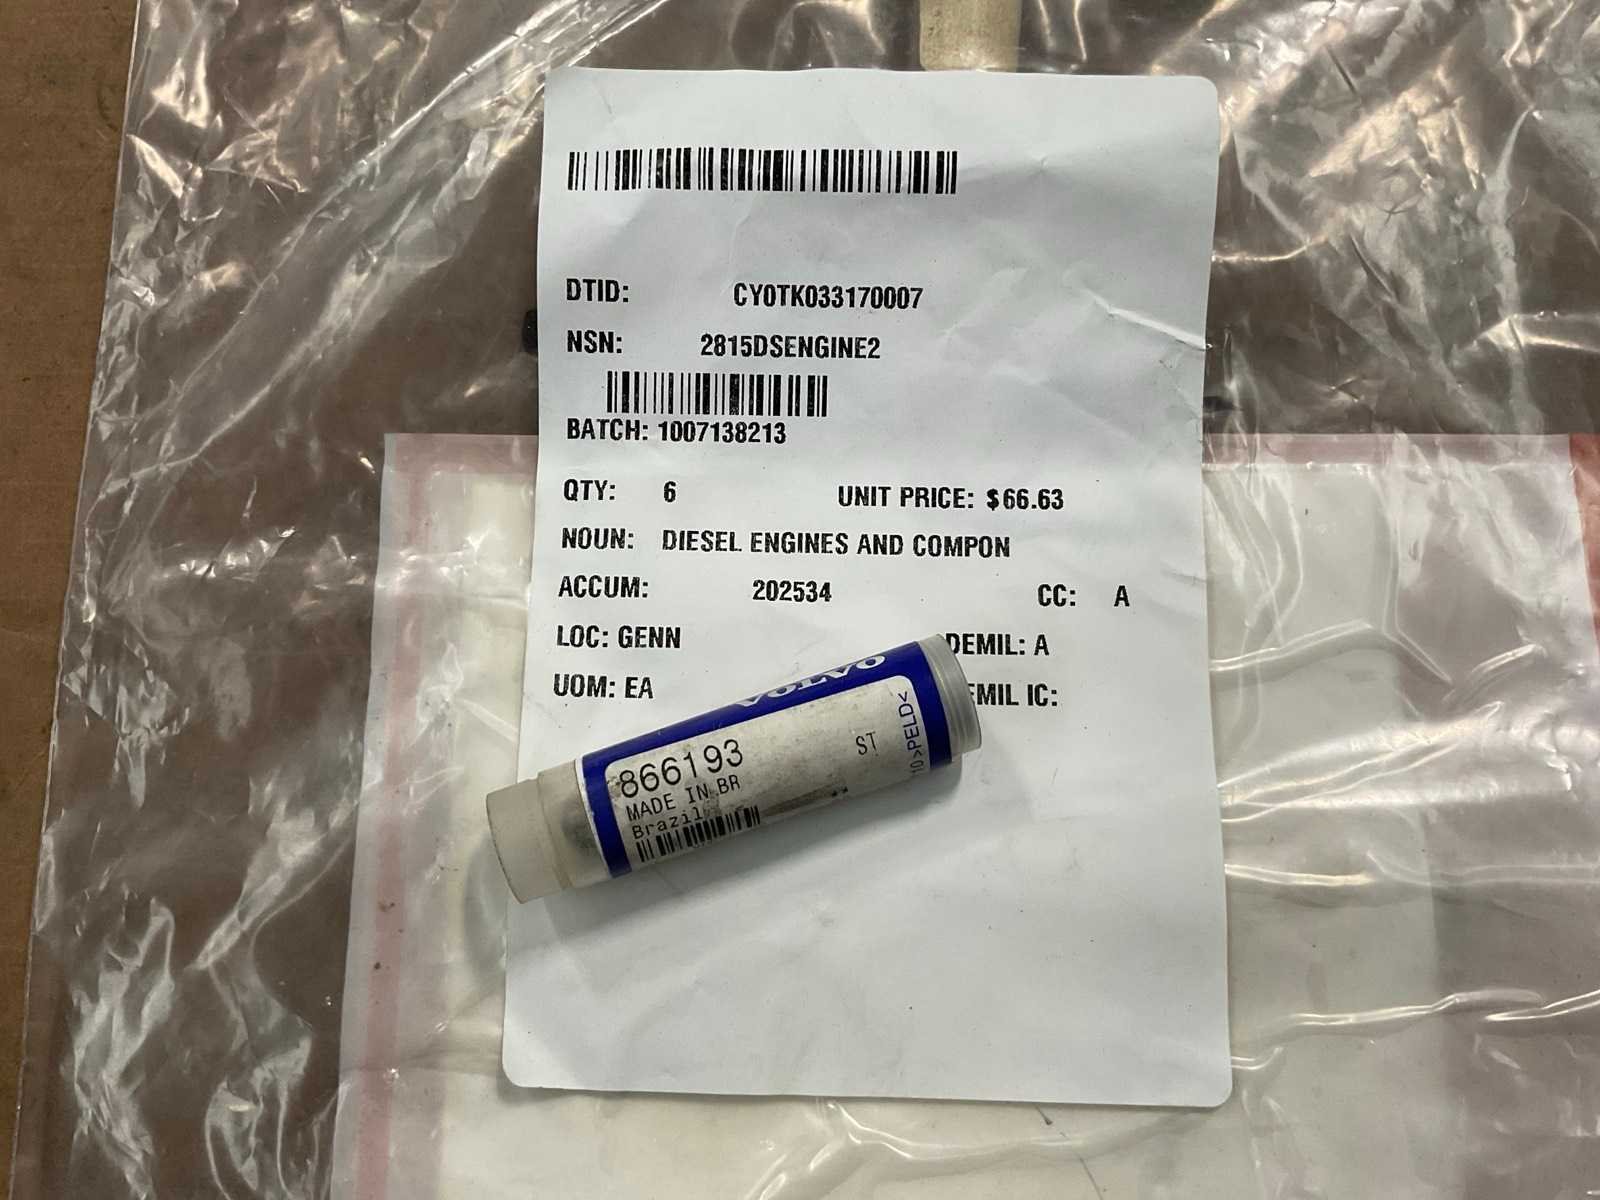 DTID: CY0TK033170007
NSN: 2815DSENGINE2
BATCH: 1007138213
QTY: 6 UNIT PRICE: $66.63
NOUN: DIESEL ENGINES AND COMPON
ACCUM: 202534 CC: A
LOC: GENN DEMIL: A
UOM: EA EMIL IC:
VOLVO
866193 ST
MADE IN BR
Brazil
10 >PELD<